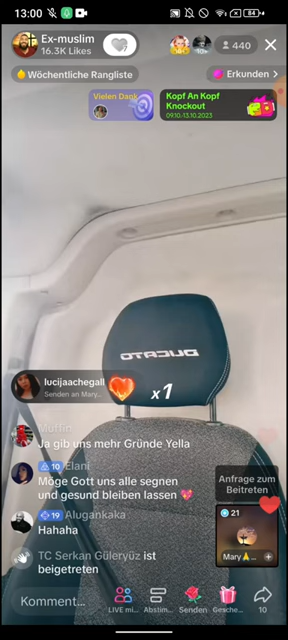 13:00
84
Ex-muslim
16.3K Likes
440
Wöchentliche Rangliste
Erkunden
Vielen Dank
Kopf An Kopf
Knockout
09.10-13.10.2023
DUCATO
lucijaachegall
Senden an Mary..
x1
Muffie
Ja gib uns mehr Gründe Yella
10 Elani
Möge Gott uns alle segnen
und gesund bleiben lassen 💖
19 Alugankaka
Hahaha
TC Serkan Güleryüz ist
beigetreten
Anfrage zum
Beitreten
21
Mary🙏...
Komment...
LIVE mi...
Abstim...
Senden
Gesche...
10